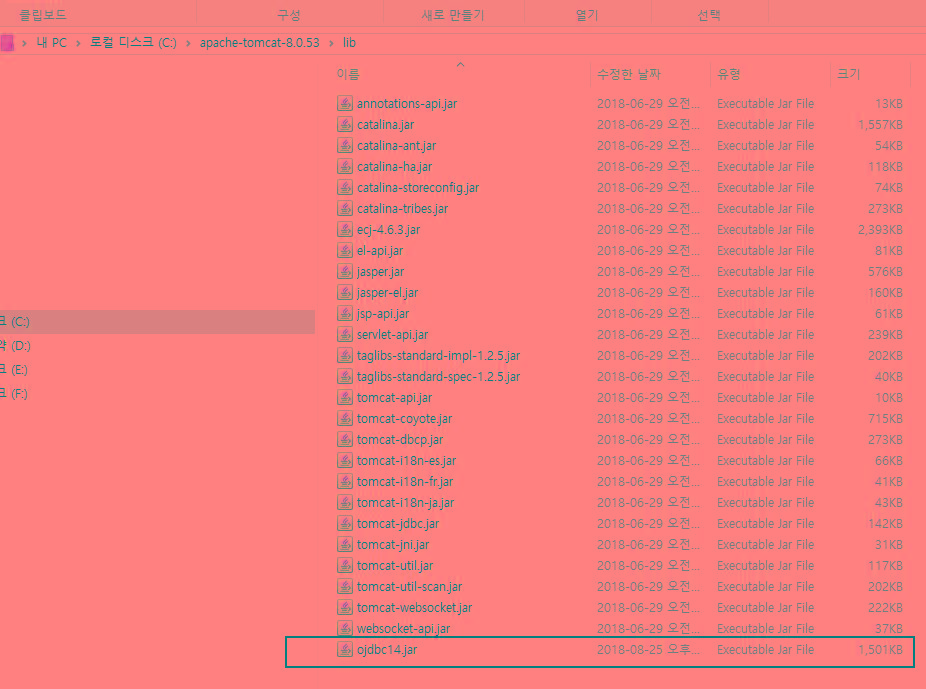 클립보드 구성 새로 만들기 열기 선택
› 내 PC › 로컬 디스크 (C:) › apache-tomcat-8.0.53 › lib
이름 수정한 날짜 유형 크기
annotations-api.jar 2018-06-29 오전... Executable Jar File 13KB
catalina.jar 2018-06-29 오전... Executable Jar File 1,557KB
catalina-ant.jar 2018-06-29 오전... Executable Jar File 54KB
catalina-ha.jar 2018-06-29 오전... Executable Jar File 118KB
catalina-storeconfig.jar 2018-06-29 오전... Executable Jar File 74KB
catalina-tribes.jar 2018-06-29 오전... Executable Jar File 273KB
ecj-4.6.3.jar 2018-06-29 오전... Executable Jar File 2,393KB
el-api.jar 2018-06-29 오전... Executable Jar File 81KB
jasper.jar 2018-06-29 오전... Executable Jar File 576KB
jasper-el.jar 2018-06-29 오전... Executable Jar File 160KB
jsp-api.jar 2018-06-29 오전... Executable Jar File 61KB
크 (C:)
servlet-api.jar 2018-06-29 오전... Executable Jar File 239KB
약 (D:)
taglibs-standard-impl-1.2.5.jar 2018-06-29 오전... Executable Jar File 202KB
크 (E:)
taglibs-standard-spec-1.2.5.jar 2018-06-29 오전... Executable Jar File 40KB
크 (F:)
tomcat-api.jar 2018-06-29 오전... Executable Jar File 10KB
tomcat-coyote.jar 2018-06-29 오전... Executable Jar File 715KB
tomcat-dbcp.jar 2018-06-29 오전... Executable Jar File 273KB
tomcat-i18n-es.jar 2018-06-29 오전... Executable Jar File 66KB
tomcat-i18n-fr.jar 2018-06-29 오전... Executable Jar File 41KB
tomcat-i18n-ja.jar 2018-06-29 오전... Executable Jar File 43KB
tomcat-jdbc.jar 2018-06-29 오전... Executable Jar File 142KB
tomcat-jni.jar 2018-06-29 오전... Executable Jar File 31KB
tomcat-util.jar 2018-06-29 오전... Executable Jar File 117KB
tomcat-util-scan.jar 2018-06-29 오전... Executable Jar File 202KB
tomcat-websocket.jar 2018-06-29 오전... Executable Jar File 222KB
websocket-api.jar 2018-06-29 오전... Executable Jar File 37KB
ojdbc14.jar 2018-08-25 오후... Executable Jar File 1,501KB